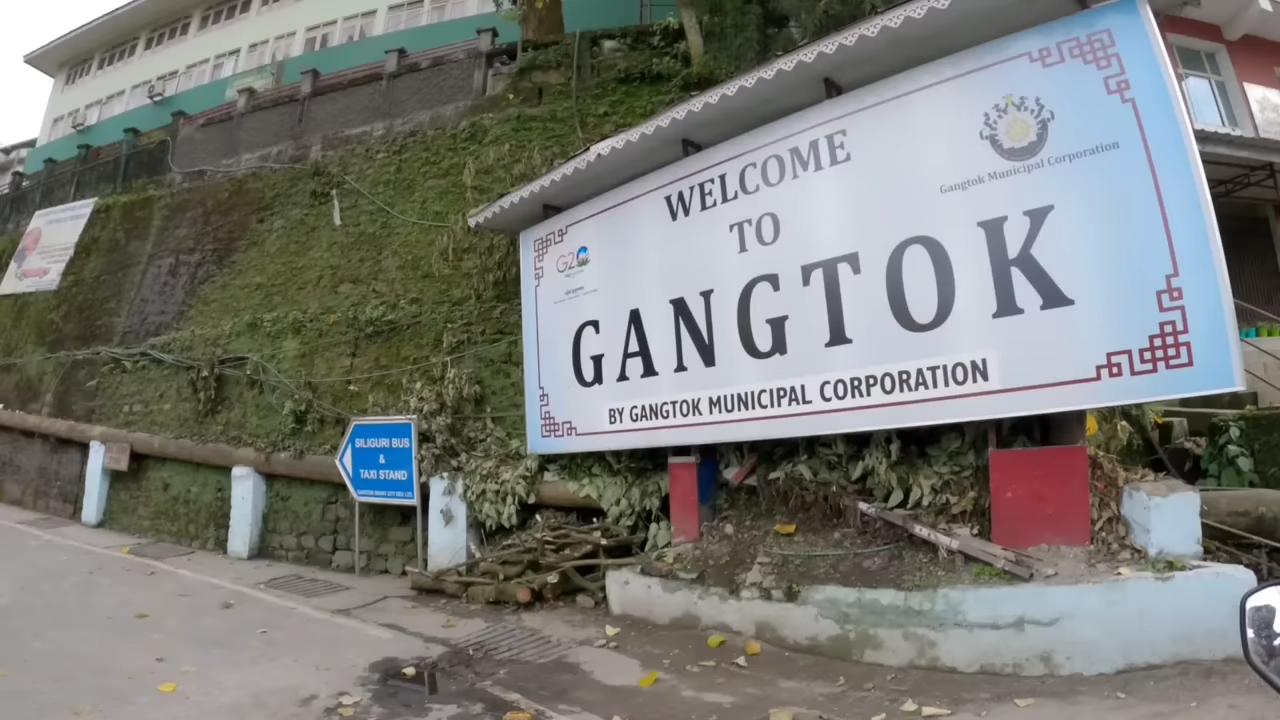 WELCOME
TO
GANGTOK
BY GANGTOK MUNICIPAL CORPORATION
Gangtok Municipal Corporation
G20
SILIGURI BUS
&
TAXI STAND